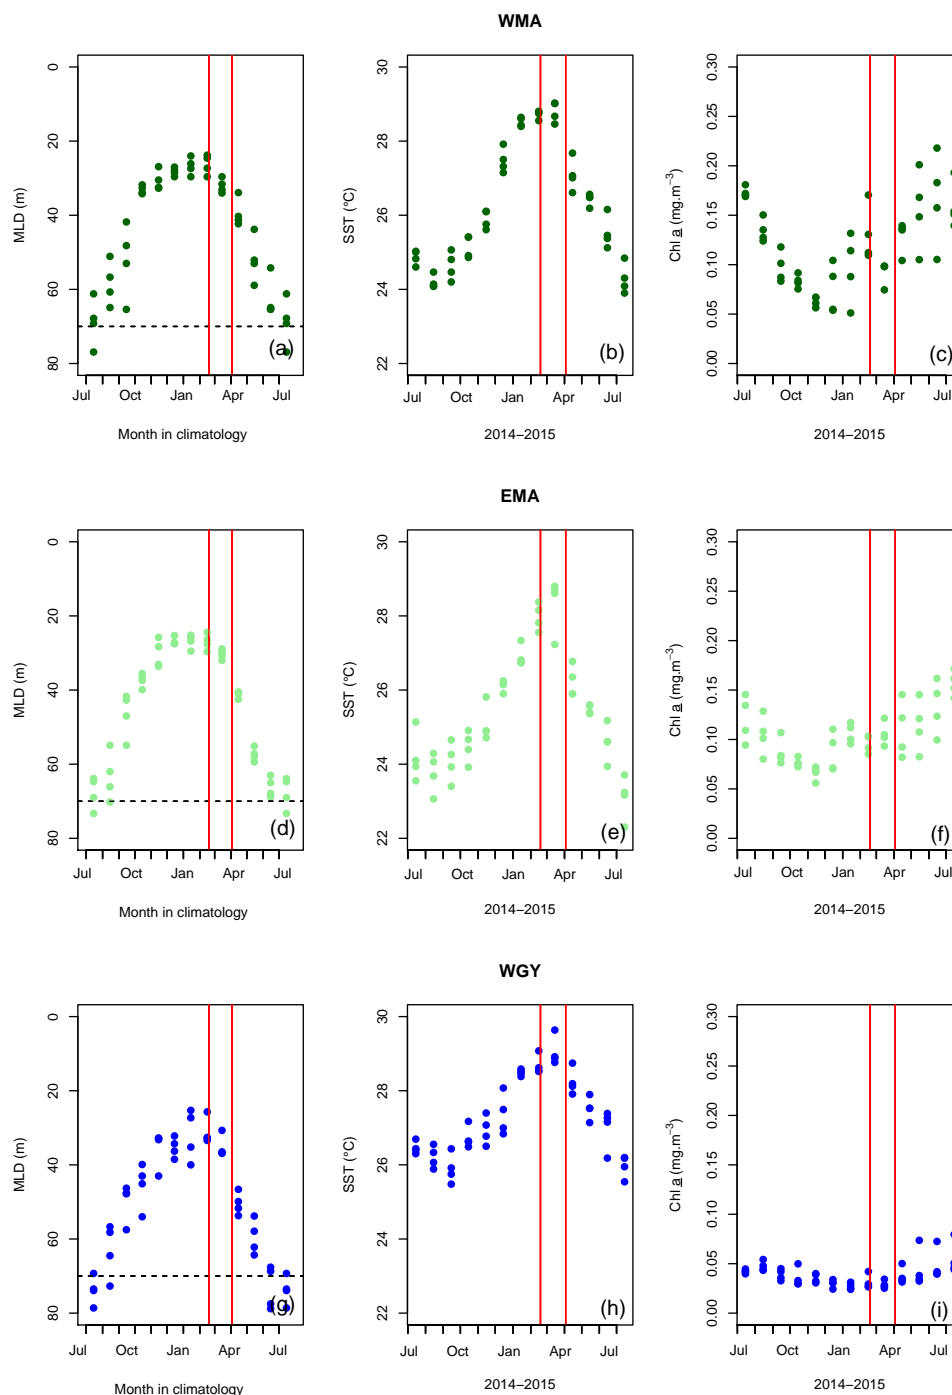 WMA
MLD (m)
0
20
40
60
80
Jul Oct Jan Apr Jul
Month in climatology
(a)
SST (°C)
30
28
26
24
22
Jul Oct Jan Apr Jul
2014–2015
(b)
Chl a (mg.m−3)
0.30
0.25
0.20
0.15
0.10
0.05
0.00
Jul Oct Jan Apr Jul
2014–2015
(c)
EMA
MLD (m)
0
20
40
60
80
Jul Oct Jan Apr Jul
Month in climatology
(d)
SST (°C)
30
28
26
24
22
Jul Oct Jan Apr Jul
2014–2015
(e)
Chl a (mg.m−3)
0.30
0.25
0.20
0.15
0.10
0.05
0.00
Jul Oct Jan Apr Jul
2014–2015
(f)
WGY
MLD (m)
0
20
40
60
80
Jul Oct Jan Apr Jul
Month in climatology
(g)
SST (°C)
30
28
26
24
22
Jul Oct Jan Apr Jul
2014–2015
(h)
Chl a (mg.m−3)
0.30
0.25
0.20
0.15
0.10
0.05
0.00
Jul Oct Jan Apr Jul
2014–2015
(i)